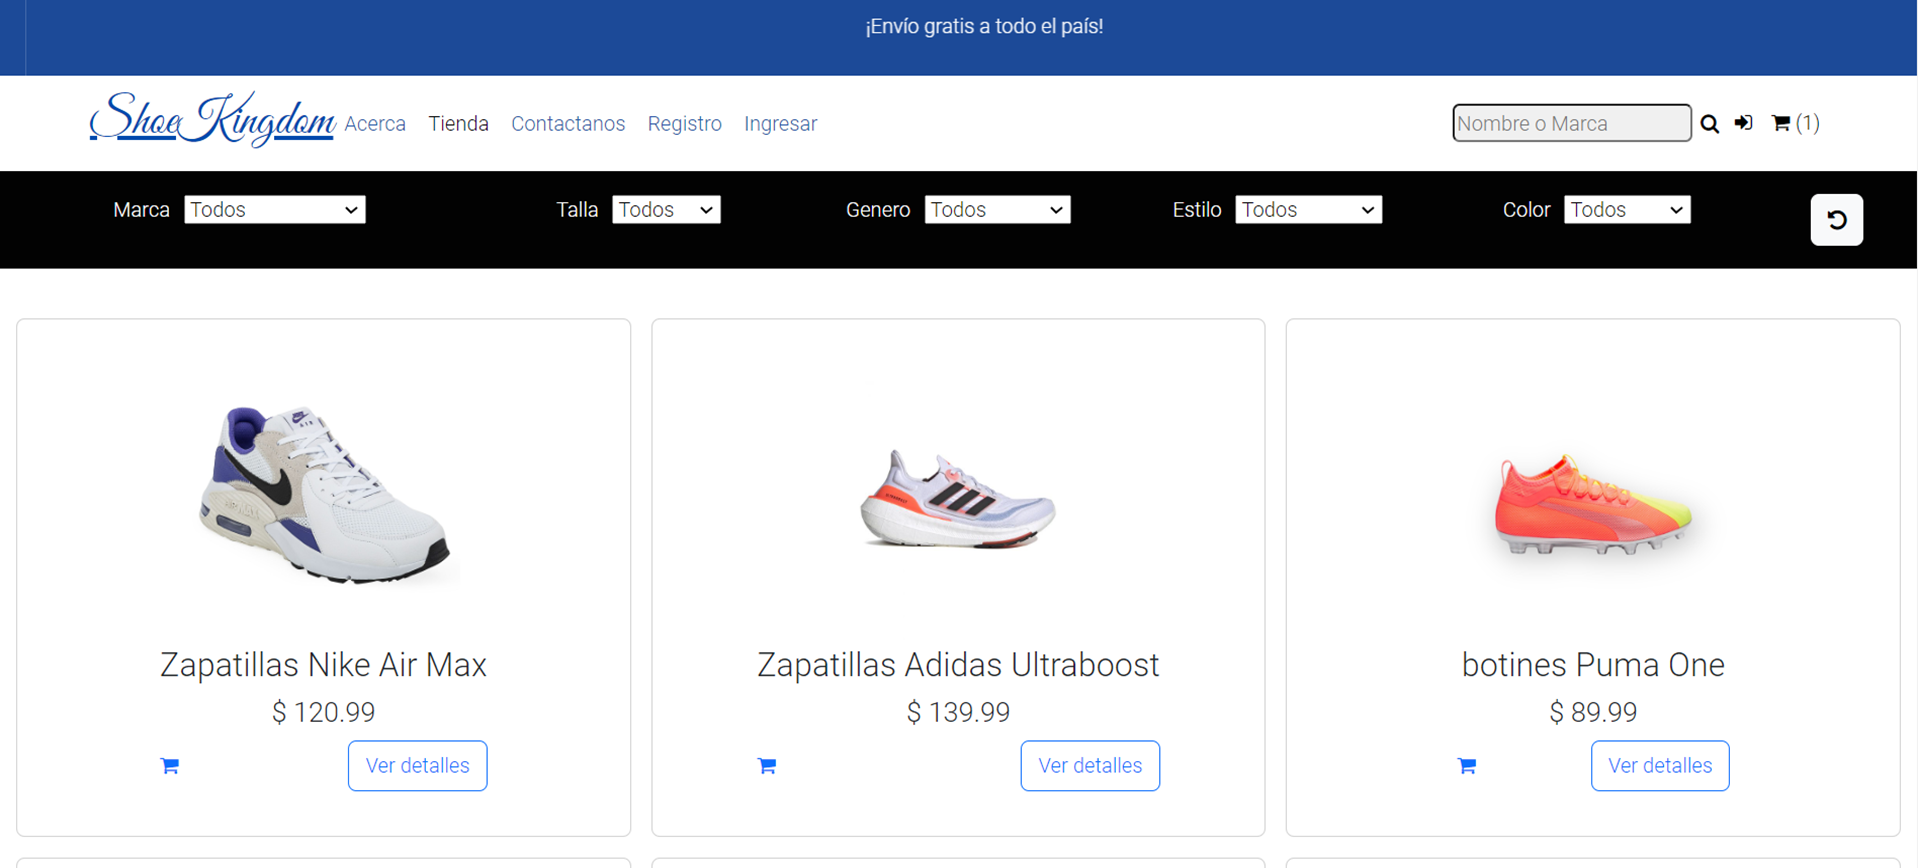 ¡Envío gratis a todo el país!
Shoe Kingdom Acerca Tienda Contactanos Registro Ingresar Nombre o Marca (1)
Marca Todos Talla Todos Genero Todos Estilo Todos Color Todos
Zapatillas Nike Air Max
$ 120.99
Ver detalles
Zapatillas Adidas Ultraboost
$ 139.99
Ver detalles
botines Puma One
$ 89.99
Ver detalles